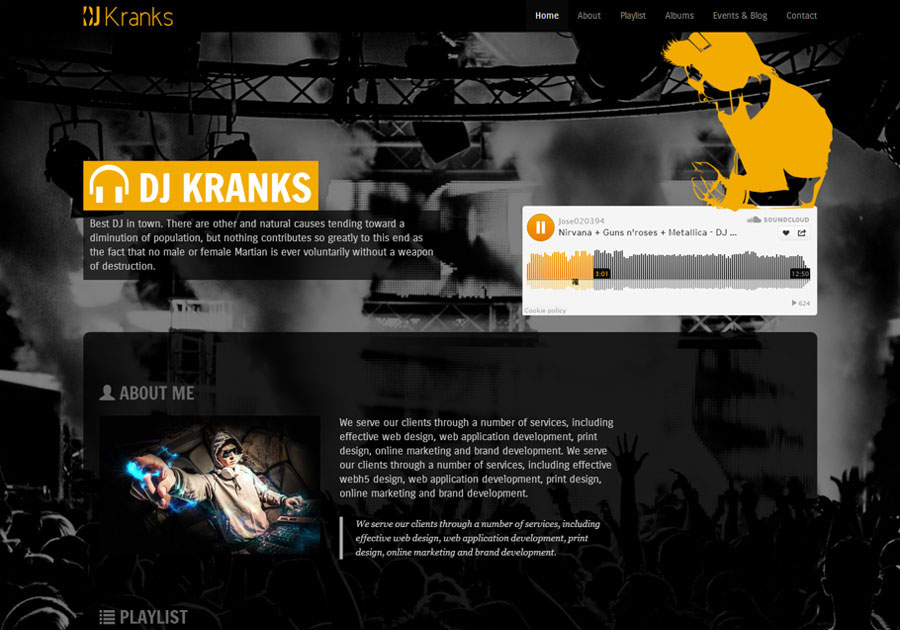 DJ Kranks
Home About Playlist Albums Events & Blog Contact
DJ KRANKS
Best DJ in town. There are other and natural causes tending toward a
diminution of population, but nothing contributes so greatly to this end as
the fact that no male or female Martian is ever voluntarily without a weapon
of destruction.
Jose020394
SOUNDCLOUD
Nirvana + Guns n'roses + Metallica - DJ ...
3:01
12:50
624
Cookie policy
ABOUT ME
We serve our clients through a number of services, including
effective web design, web application development, print
design, online marketing and brand development. We serve
our clients through a number of services, including effective
webh5 design, web application development, print design,
online marketing and brand development.
We serve our clients through a number of services, including
effective web design, web application development, print
design, online marketing and brand development.
PLAYLIST